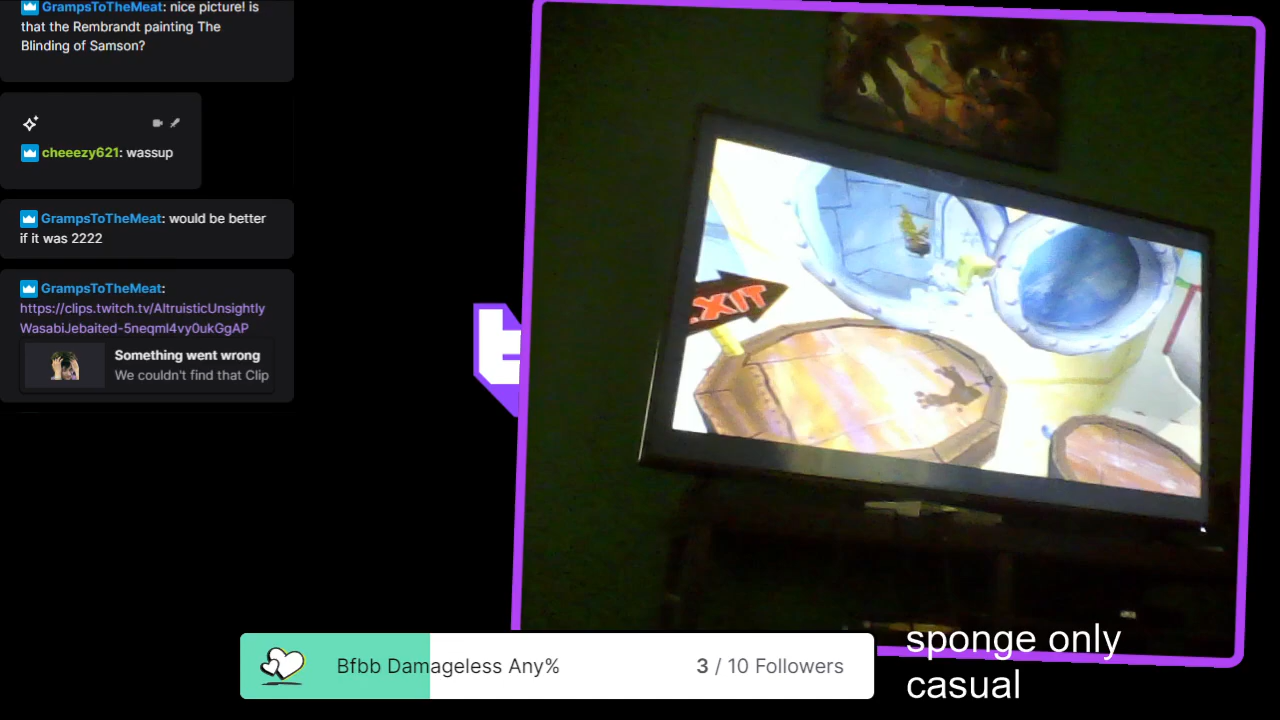 GrampsToTheMeat: nice picture! is
that the Rembrandt painting The
Blinding of Samson?
cheeezy621: wassup
GrampsToTheMeat: would be better
if it was 2222
GrampsToTheMeat:
https://clips.twitch.tv/AltruisticUnsightly
WasabiJebaited-5neqml4vy0ukGgAP
Something went wrong
We couldn't find that Clip
EXIT
Bfbb Damageless Any%
3 / 10 Followers
sponge only
casual